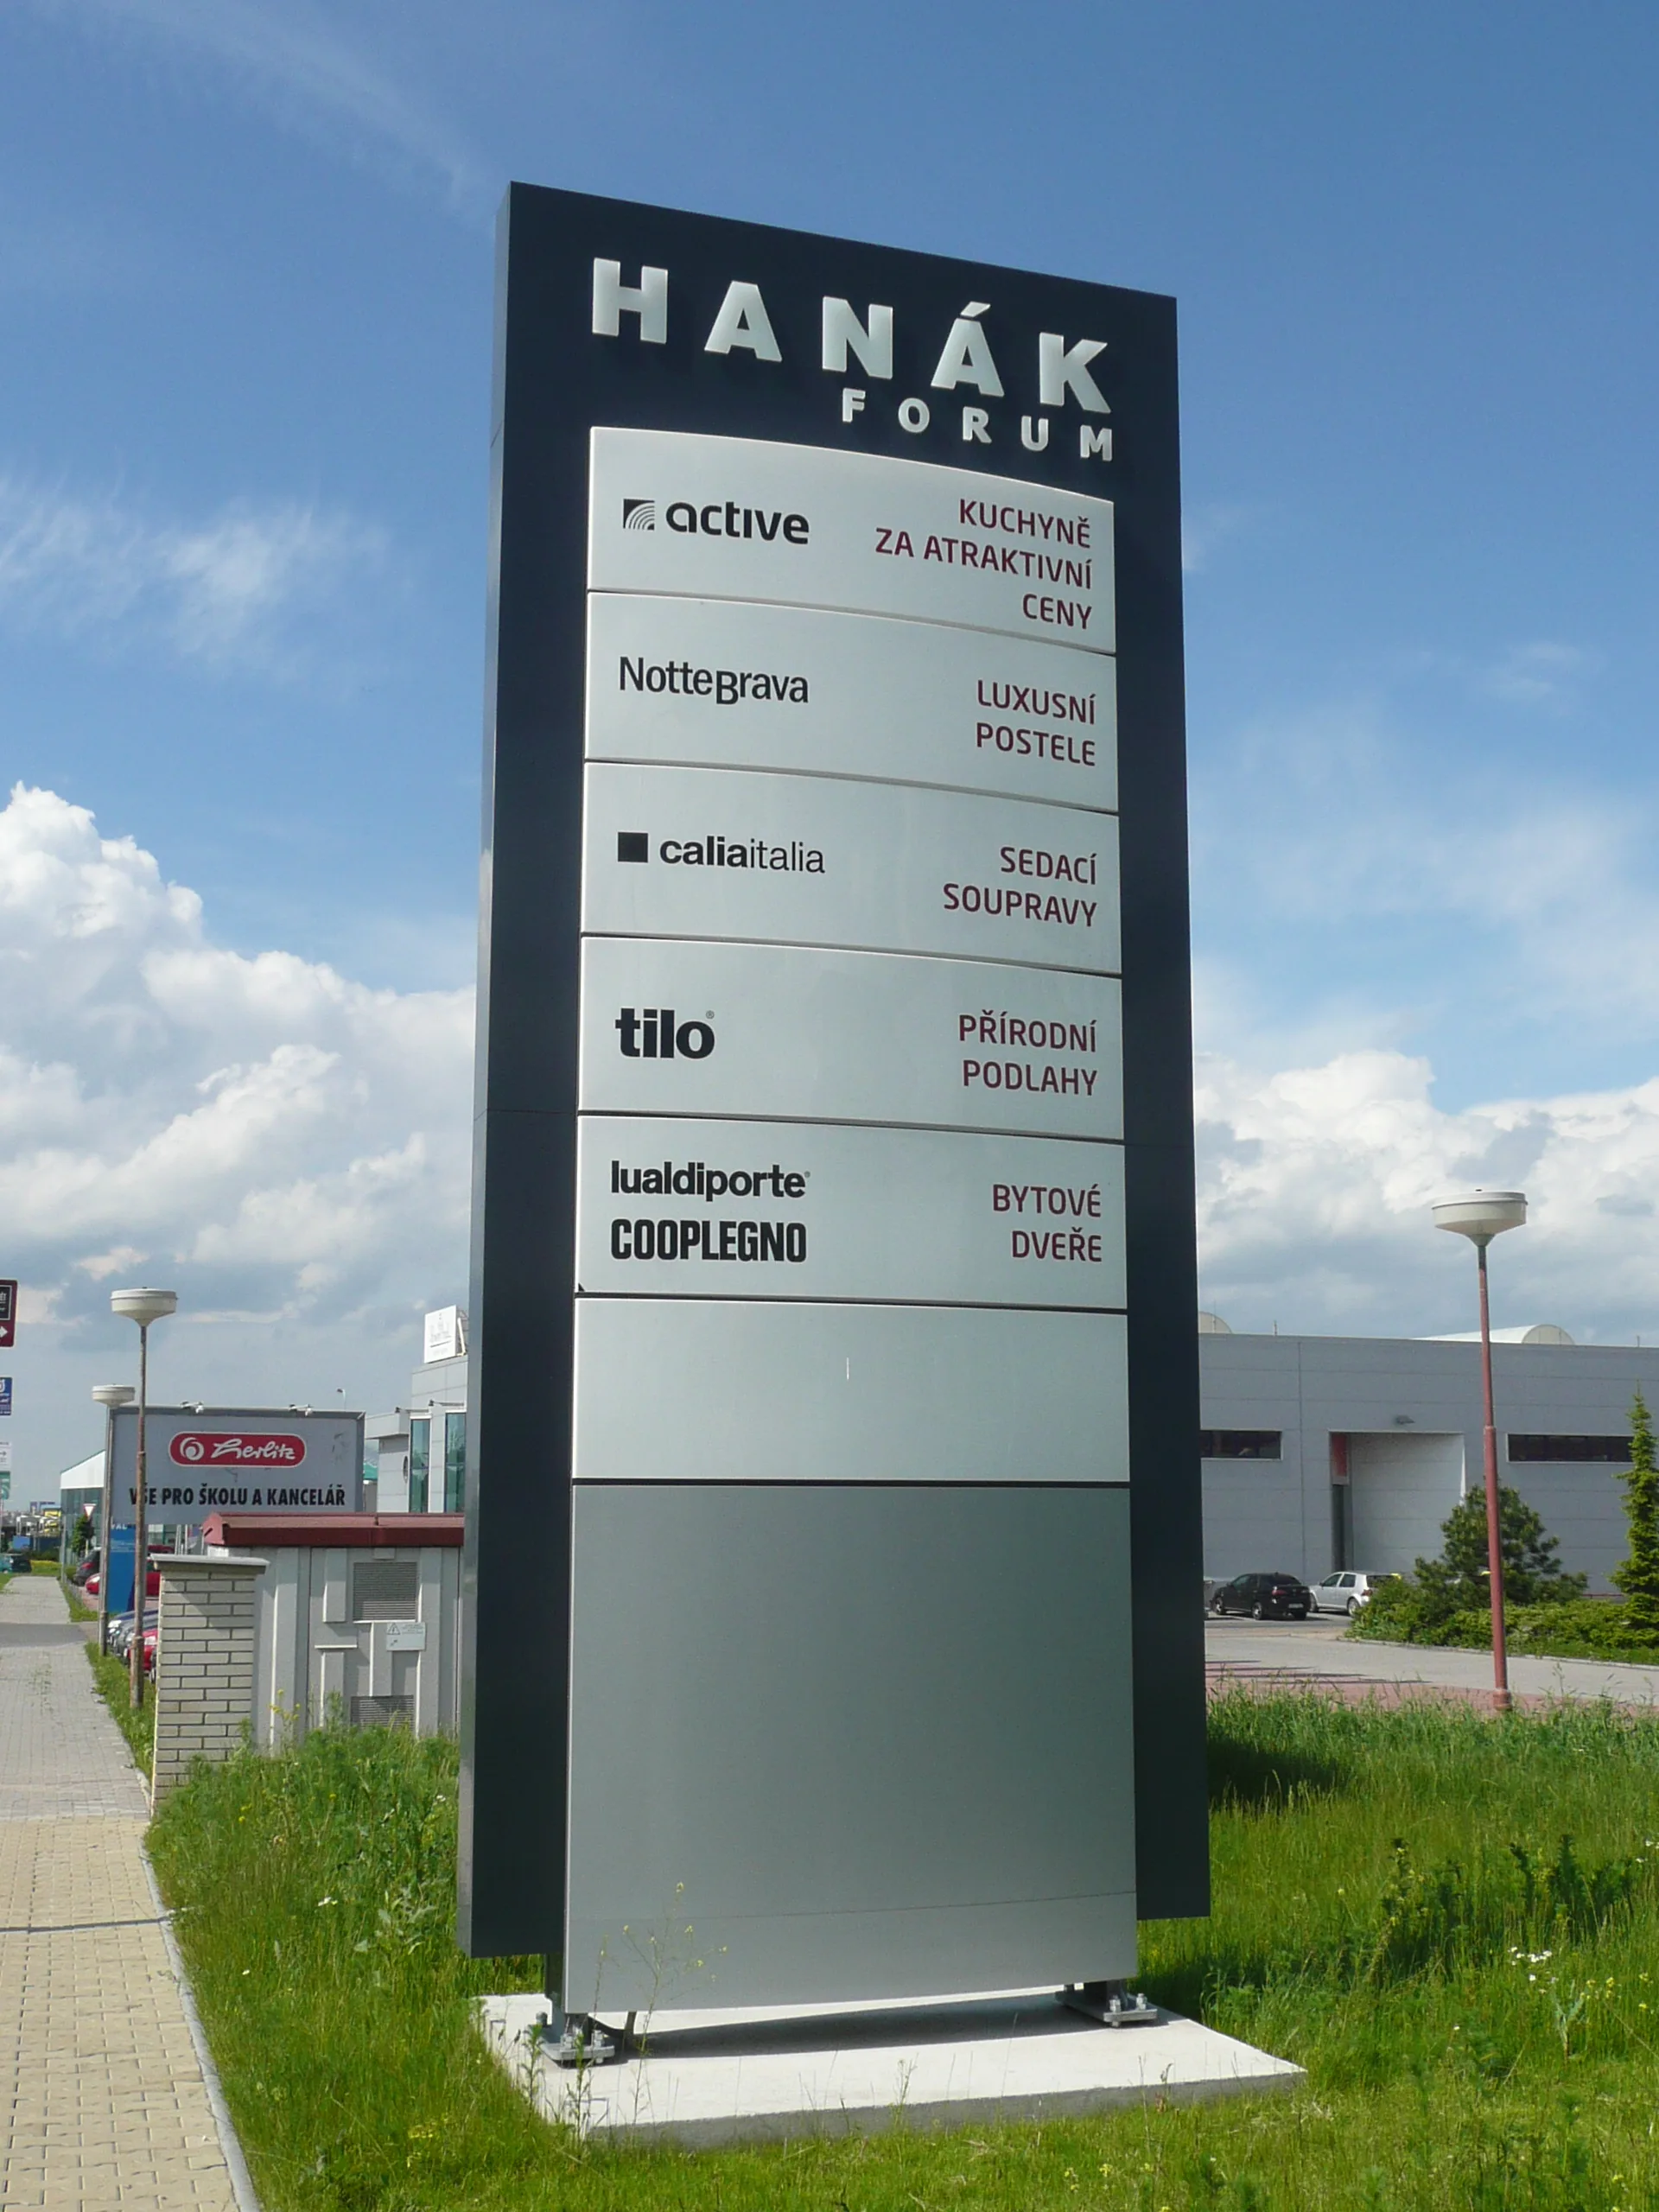 HANÁK
FORUM
active
KUCHYNĚ
ZA ATRAKTIVNÍ
CENY
NotteBrava
LUXUSNÍ
POSTELE
caliaitalia
SEDACÍ
SOUPRAVY
tilo®
PŘÍRODNÍ
PODLAHY
lualdiporte®
COOPLEGNO
BYTOVÉ
DVEŘE
Herlitz
VŠE PRO ŠKOLU A KANCELÁŘ